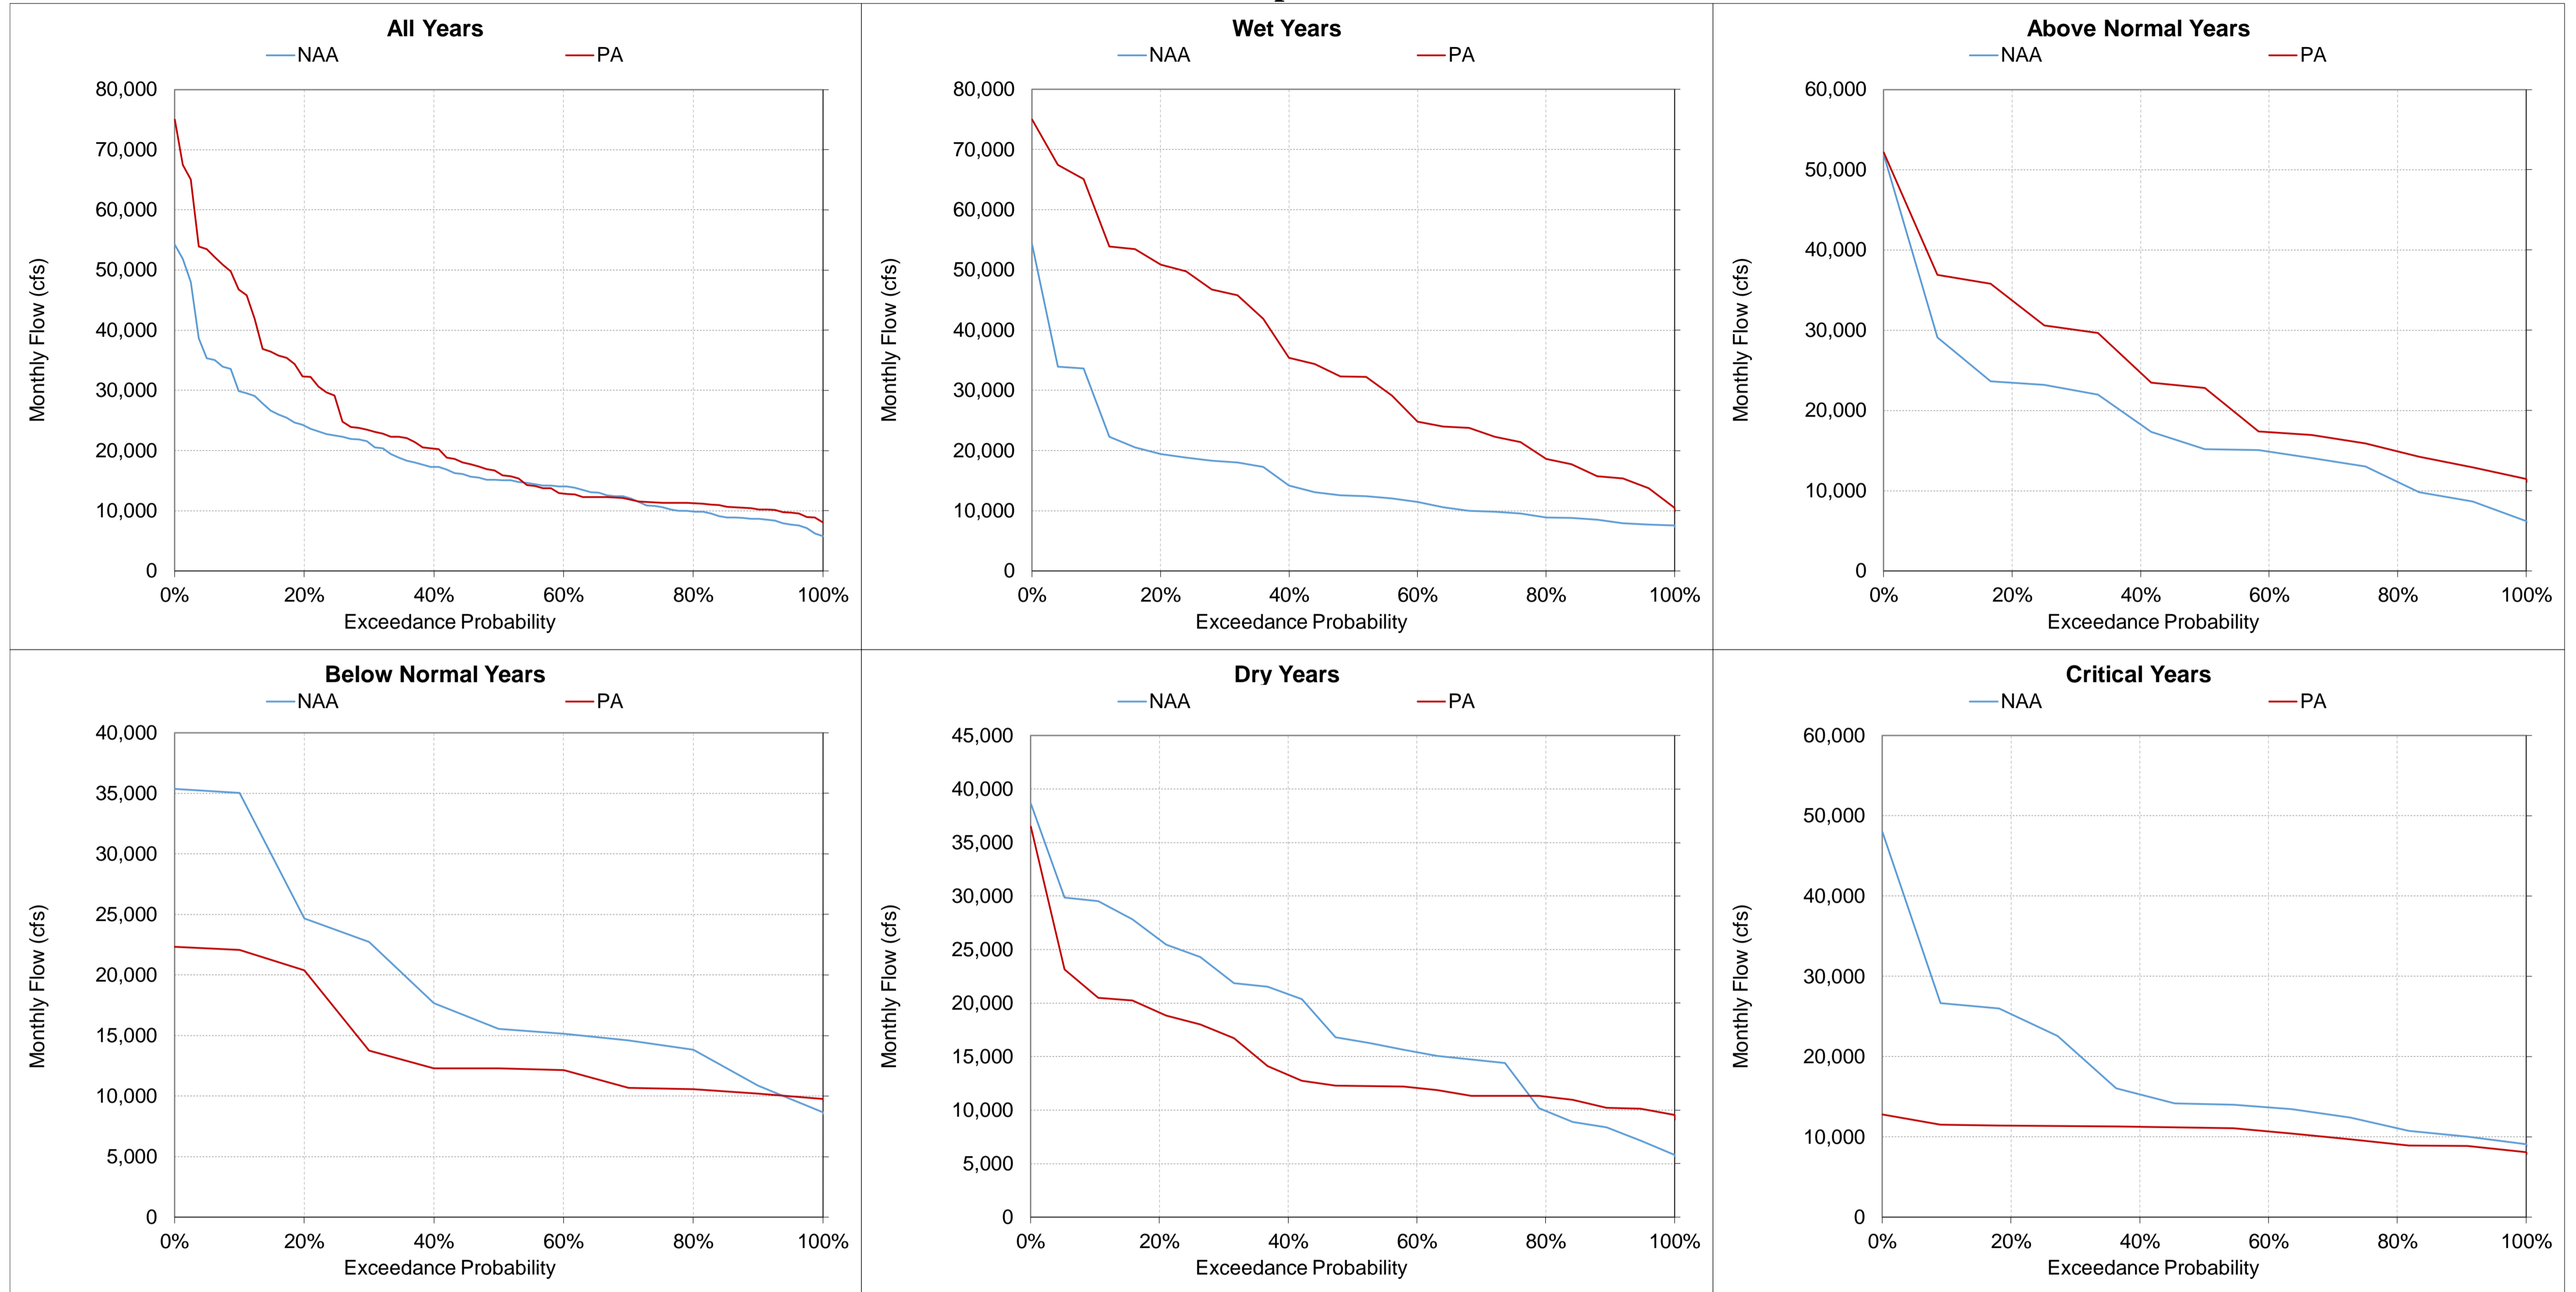 All Years
NAA PA
80,000
70,000
60,000
50,000
40,000
30,000
20,000
10,000
0
Monthly Flow (cfs)
0% 20% 40% 60% 80% 100%
Exceedance Probability
Wet Years
NAA PA
80,000
70,000
60,000
50,000
40,000
30,000
20,000
10,000
0
Monthly Flow (cfs)
0% 20% 40% 60% 80% 100%
Exceedance Probability
Above Normal Years
NAA PA
60,000
50,000
40,000
30,000
20,000
10,000
0
Monthly Flow (cfs)
0% 20% 40% 60% 80% 100%
Exceedance Probability
Below Normal Years
NAA PA
40,000
35,000
30,000
25,000
20,000
15,000
10,000
5,000
0
Monthly Flow (cfs)
0% 20% 40% 60% 80% 100%
Exceedance Probability
Dry Years
NAA PA
45,000
40,000
35,000
30,000
25,000
20,000
15,000
10,000
5,000
0
Monthly Flow (cfs)
0% 20% 40% 60% 80% 100%
Exceedance Probability
Critical Years
NAA PA
60,000
50,000
40,000
30,000
20,000
10,000
0
Monthly Flow (cfs)
0% 20% 40% 60% 80% 100%
Exceedance Probability